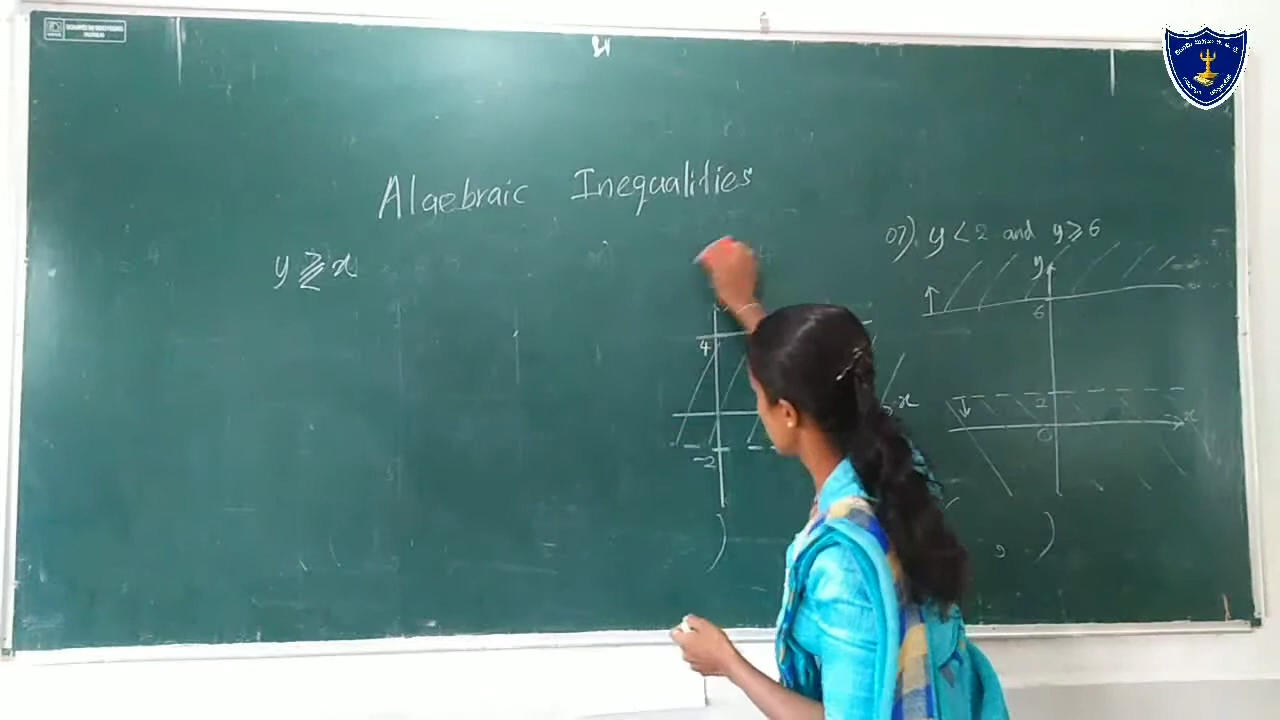 Algebraic Inequalities
y ≧ x
07) y < 2 and y ⩾ 6
y
6
4
x
2
x
0
-2